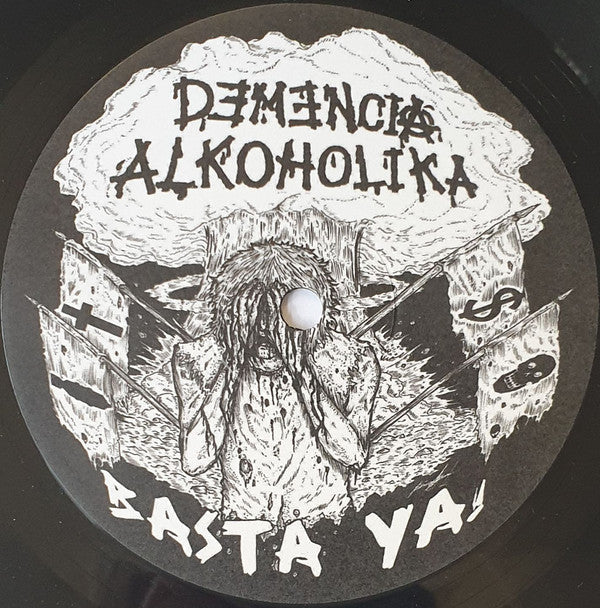 DEMENCIA
ALKOHOLIKA
$
BASTA YA!